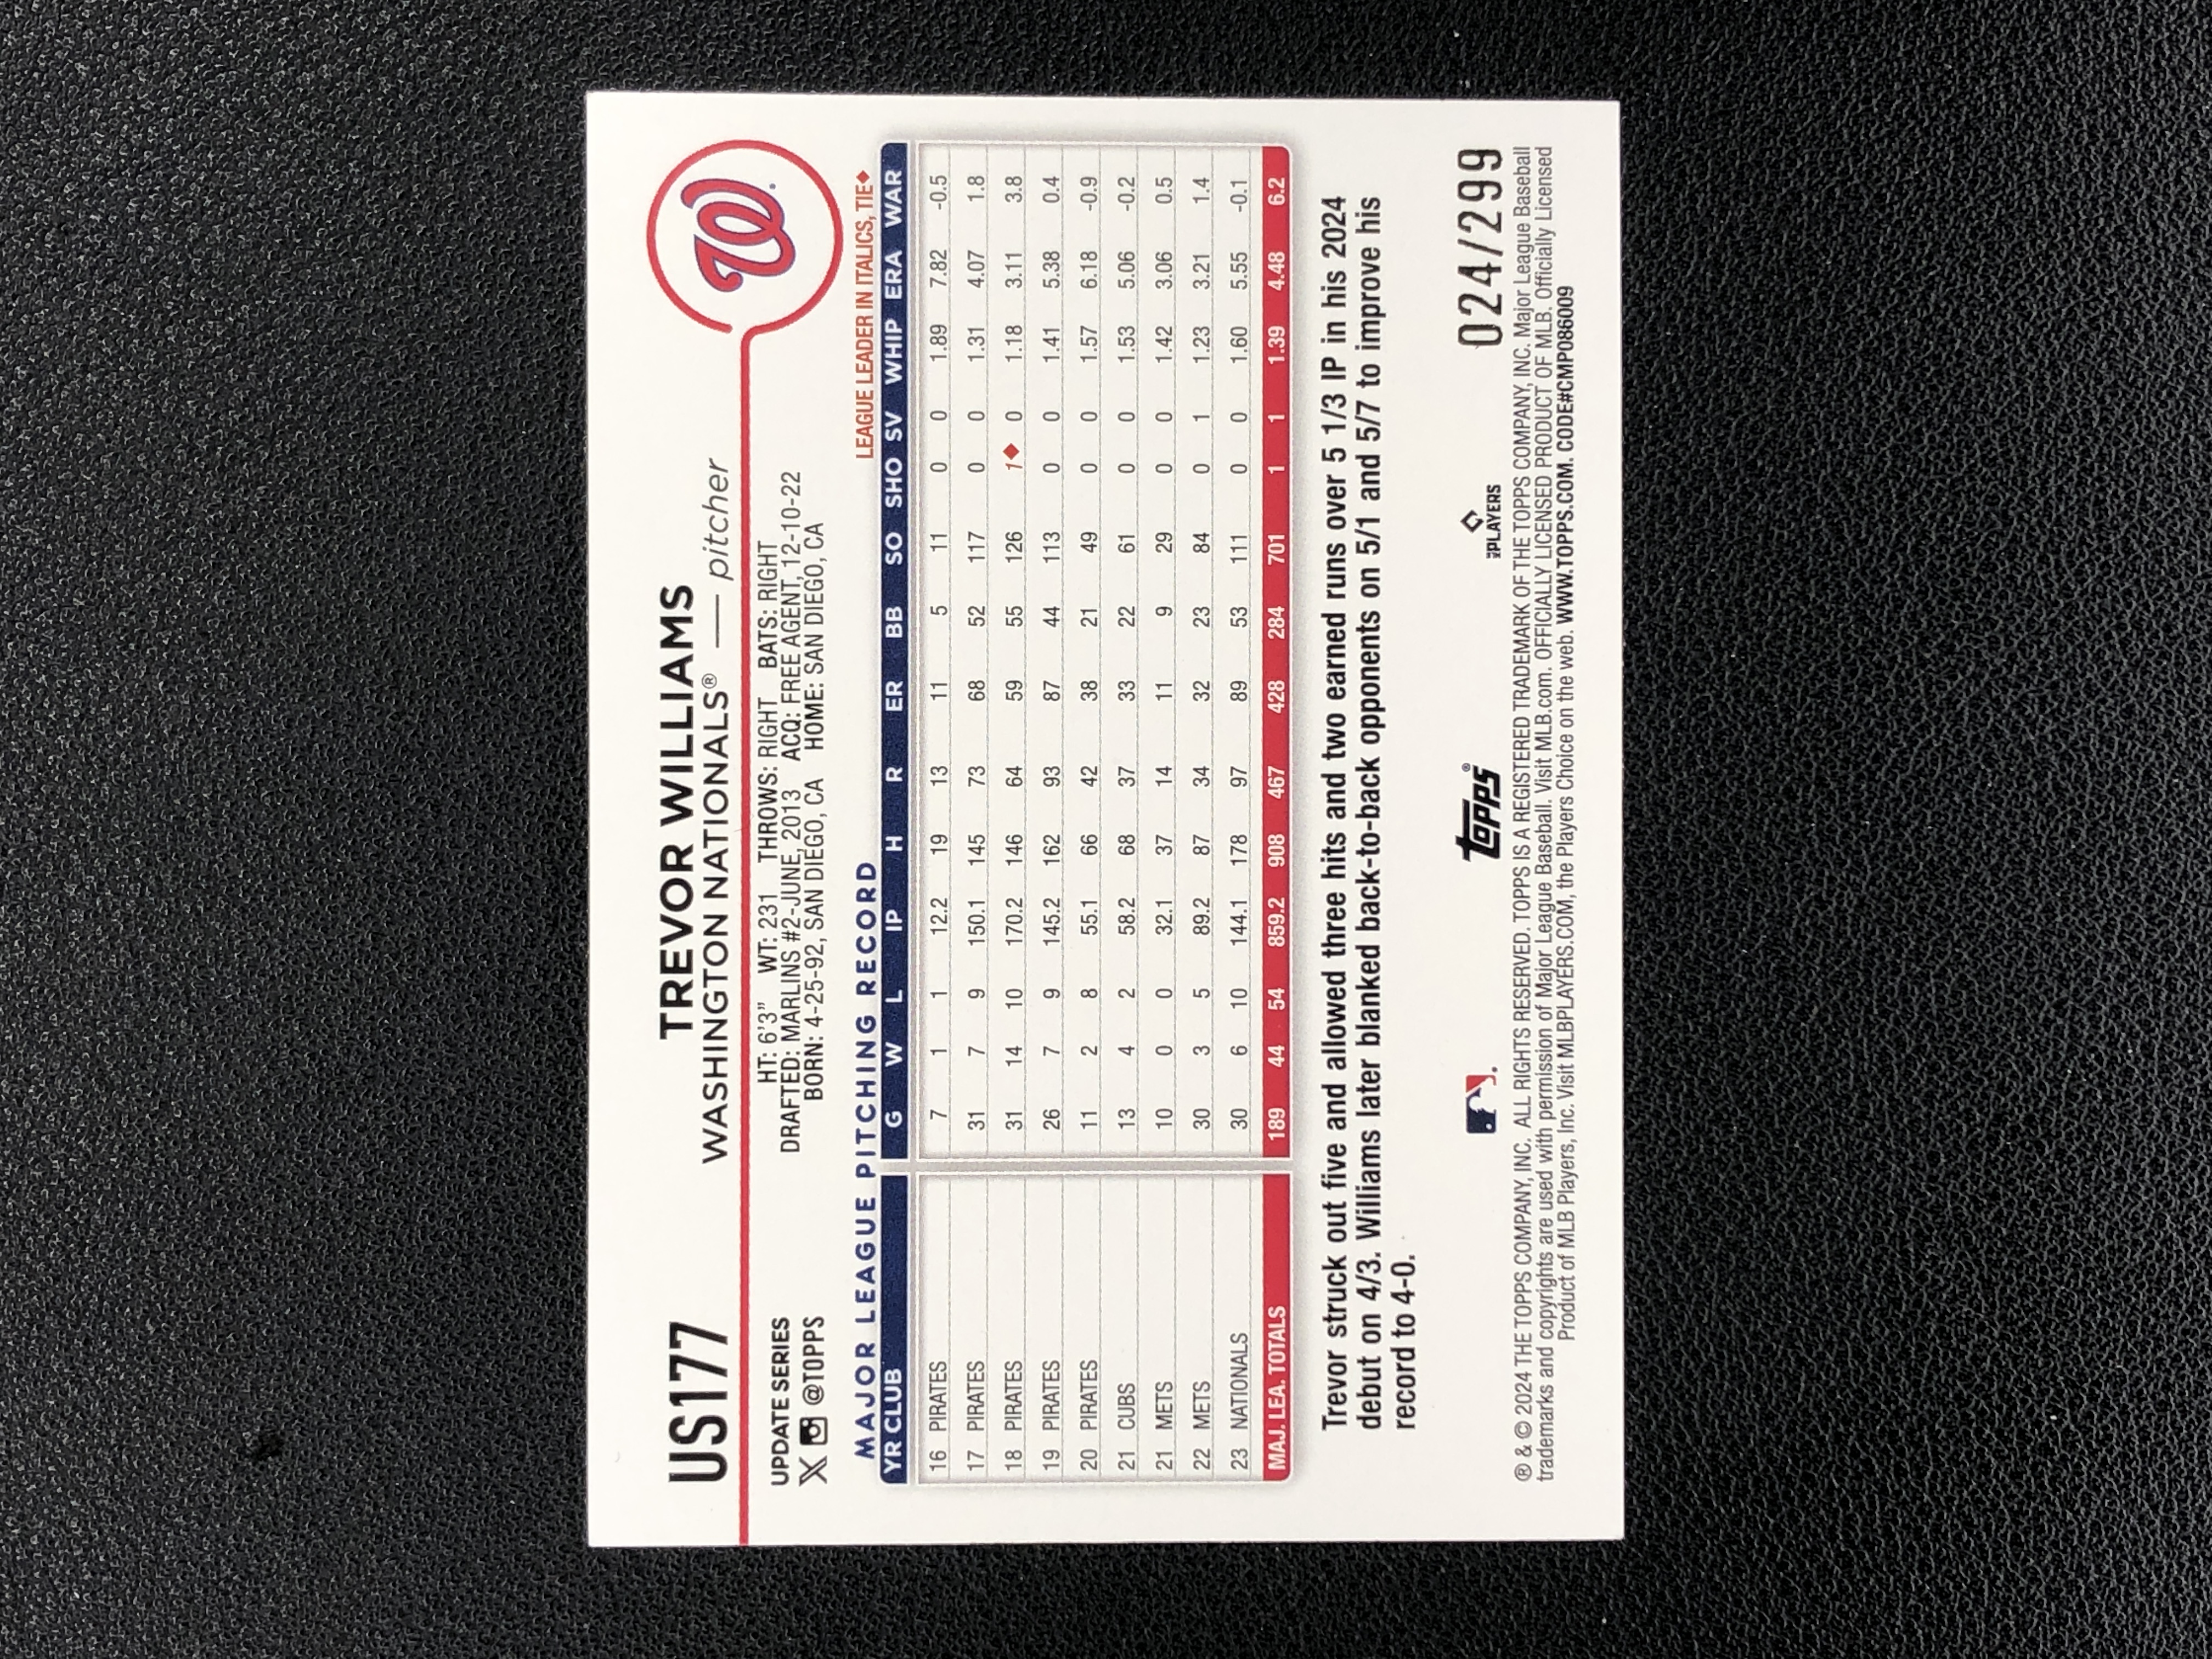 US177
TREVOR WILLIAMS
WASHINGTON NATIONALS® — pitcher
W
UPDATE SERIES
X @TOPPS
HT: 6'3" WT: 231 THROWS: RIGHT BATS: RIGHT
DRAFTED: MARLINS #2-JUNE, 2013 ACQ: FREE AGENT, 12-10-22
BORN: 4-25-92, SAN DIEGO, CA HOME: SAN DIEGO, CA
MAJOR LEAGUE PITCHING RECORD
LEAGUE LEADER IN ITALICS, TIE◆
YR CLUB G W L IP H R ER BB SO SHO SV WHIP ERA WAR
16 PIRATES 7 1 1 12.2 19 13 11 5 11 0 0 1.89 7.82 -0.5
17 PIRATES 31 7 9 150.1 145 73 68 52 117 0 0 1.31 4.07 1.8
18 PIRATES 31 14 10 170.2 146 64 59 55 126 1◆ 0 1.18 3.11 3.8
19 PIRATES 26 7 9 145.2 162 93 87 44 113 0 0 1.41 5.38 0.4
20 PIRATES 11 2 8 55.1 66 42 38 21 49 0 0 1.57 6.18 -0.9
21 CUBS 13 4 2 58.2 68 37 33 22 61 0 0 1.53 5.06 -0.2
21 METS 10 0 0 32.1 37 14 11 9 29 0 0 1.42 3.06 0.5
22 METS 30 3 5 89.2 87 34 32 23 84 0 1 1.23 3.21 1.4
23 NATIONALS 30 6 10 144.1 178 97 89 53 111 0 0 1.60 5.55 -0.1
MAJ. LEA. TOTALS 189 44 54 859.2 908 467 428 284 701 1 1 1.39 4.48 6.2
Trevor struck out five and allowed three hits and two earned runs over 5 1/3 IP in his 2024
debut on 4/3. Williams later blanked back-to-back opponents on 5/1 and 5/7 to improve his
record to 4-0.
topps®
PLAYERS
024/299
® & © 2024 THE TOPPS COMPANY, INC. ALL RIGHTS RESERVED. TOPPS IS A REGISTERED TRADEMARK OF THE TOPPS COMPANY, INC. Major League Baseball
trademarks and copyrights are used with permission of Major League Baseball. Visit MLB.com. OFFICIALLY LICENSED PRODUCT OF MLB. Officially Licensed
Product of MLB Players, Inc. Visit MLBPLAYERS.COM, the Players Choice on the web. WWW.TOPPS.COM. CODE#CMP086009